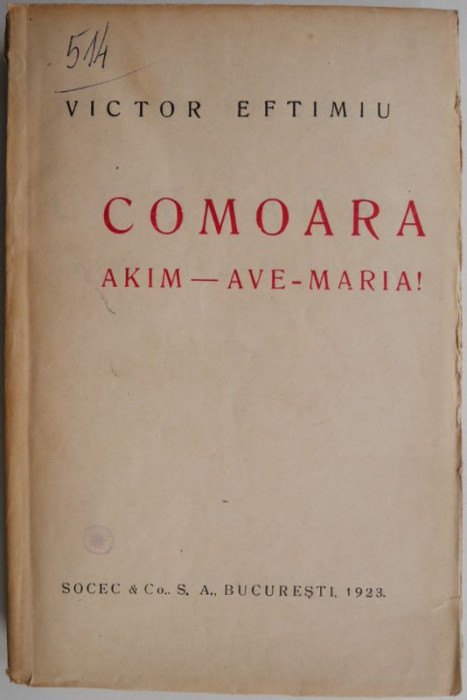 514
VICTOR EFTIMIU
COMOARA
AKIM — AVE-MARIA!
SOCEC & Co.. S. A., BUCUREŞTI, 1923.